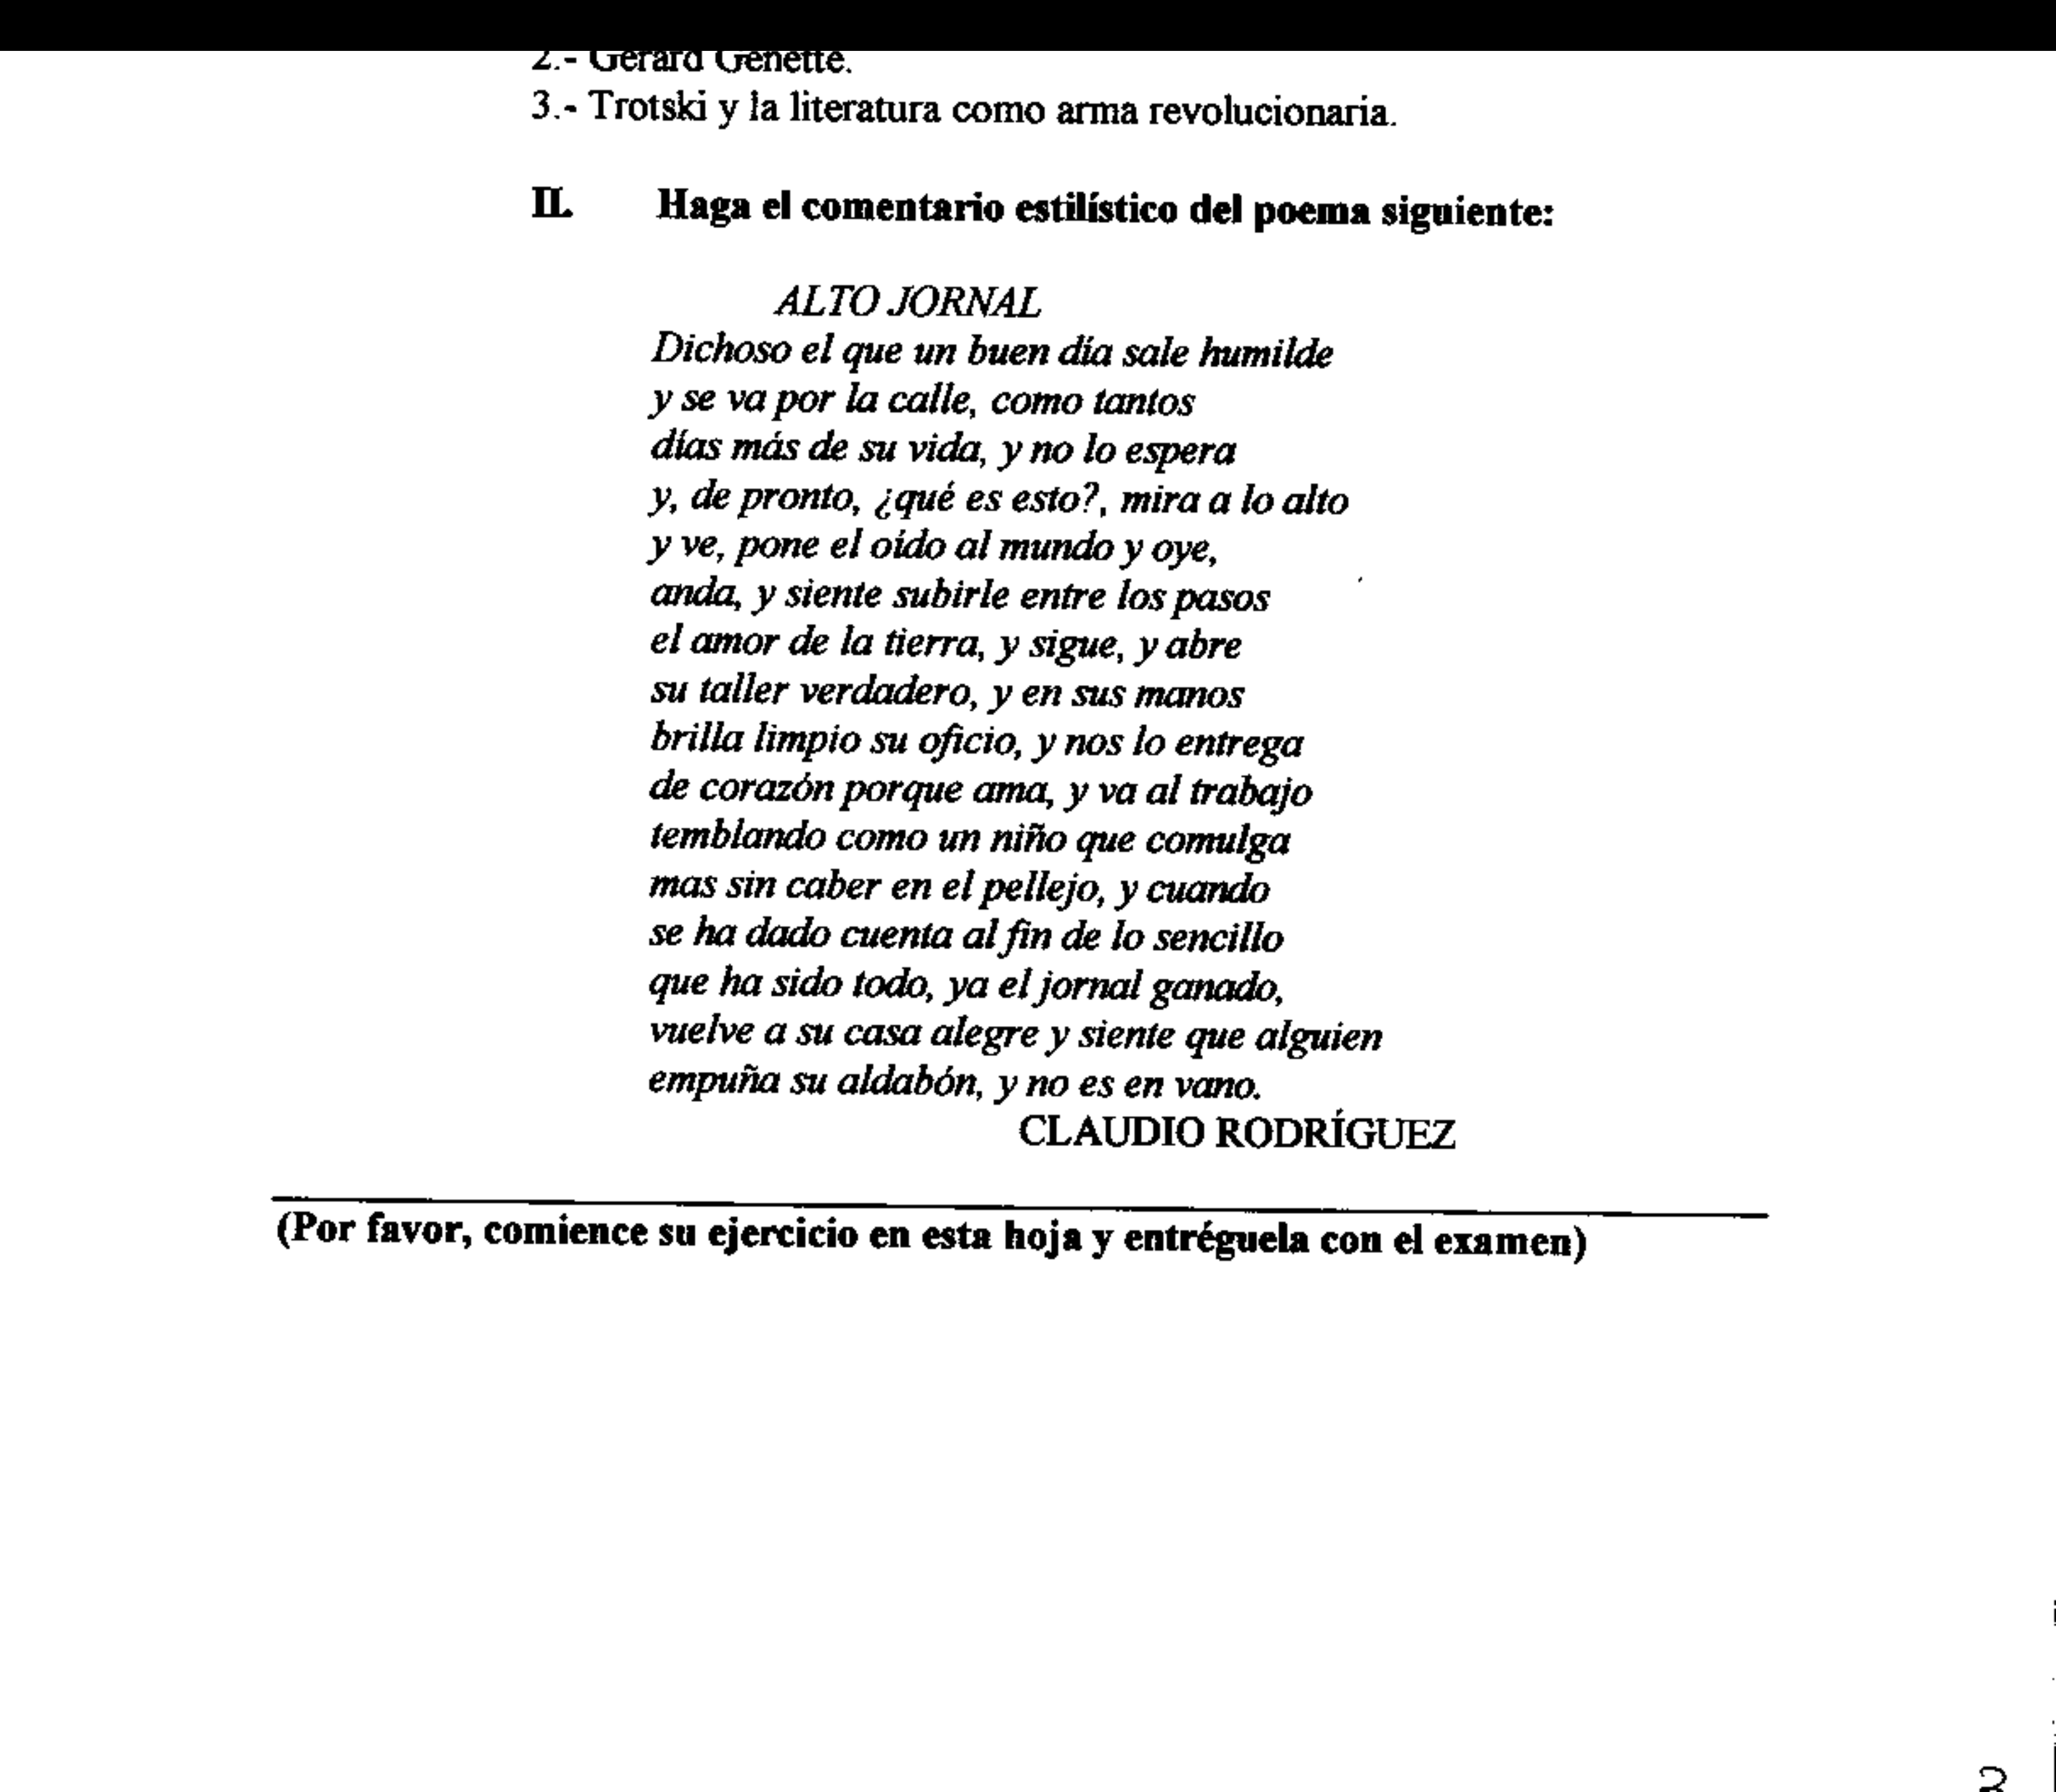 2.- Gerard Genette.
3.- Trotski y la literatura como arma revolucionaria.
II. Haga el comentario estilístico del poema siguiente:
ALTO JORNAL
Dichoso el que un buen día sale humilde
y se va por la calle, como tantos
días más de su vida, y no lo espera
y, de pronto, ¿qué es esto?, mira a lo alto
y ve, pone el oído al mundo y oye,
anda, y siente subirle entre los pasos
el amor de la tierra, y sigue, y abre
su taller verdadero, y en sus manos
brilla limpio su oficio, y nos lo entrega
de corazón porque ama, y va al trabajo
temblando como un niño que comulga
mas sin caber en el pellejo, y cuando
se ha dado cuenta al fin de lo sencillo
que ha sido todo, ya el jornal ganado,
vuelve a su casa alegre y siente que alguien
empuña su aldabón, y no es en vano.
CLAUDIO RODRÍGUEZ
(Por favor, comience su ejercicio en esta hoja y entréguela con el examen)